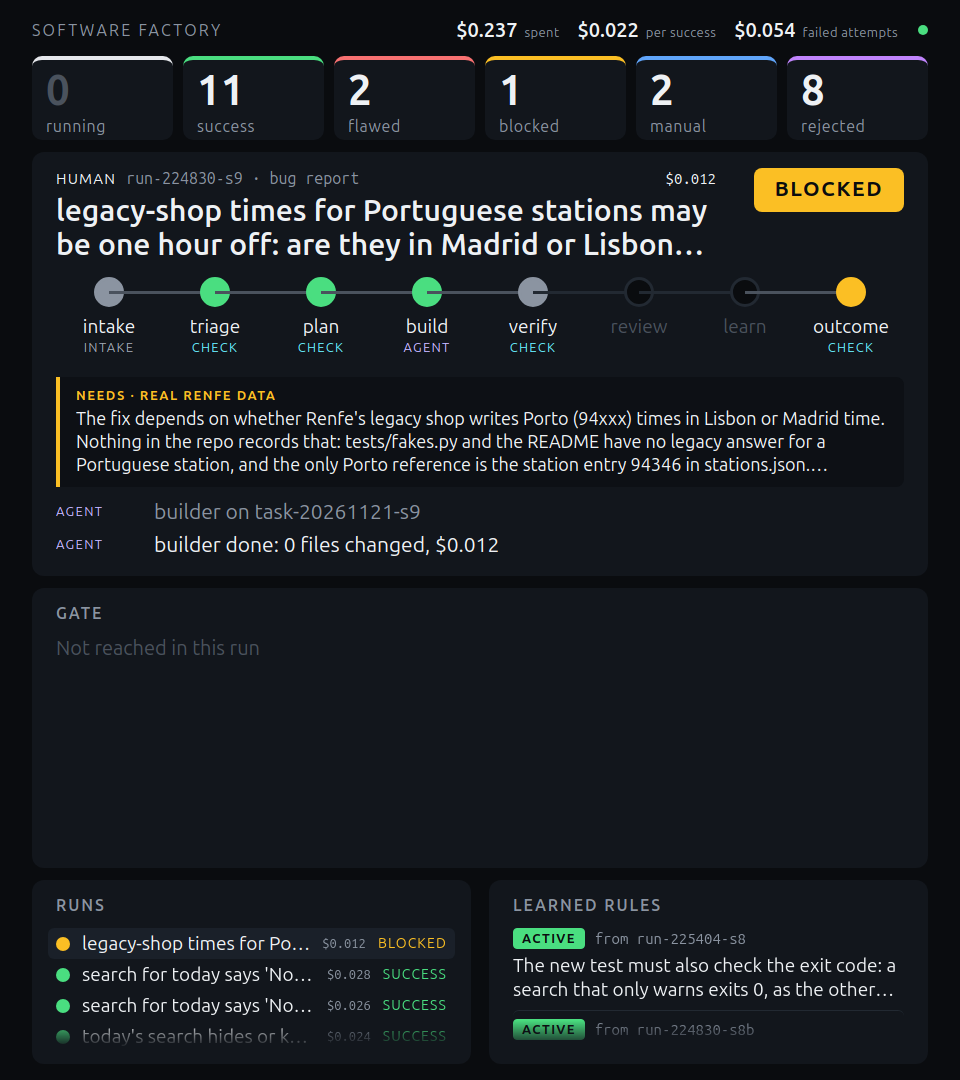 SOFTWARE FACTORY
$0.237 spent $0.022 per success $0.054 failed attempts
0 11 2 1 2 8
running success flawed blocked manual rejected
HUMAN run-224830-s9 · bug report $0.012 BLOCKED
legacy-shop times for Portuguese stations may
be one hour off: are they in Madrid or Lisbon…
intake triage plan build verify review learn outcome
INTAKE CHECK CHECK AGENT CHECK CHECK
NEEDS · REAL RENFE DATA
The fix depends on whether Renfe's legacy shop writes Porto (94xxx) times in Lisbon or Madrid time.
Nothing in the repo records that: tests/fakes.py and the README have no legacy answer for a
Portuguese station, and the only Porto reference is the station entry 94346 in stations.json.…
AGENT builder on task-20261121-s9
AGENT builder done: 0 files changed, $0.012
GATE
Not reached in this run
RUNS
legacy-shop times for Po… $0.012 BLOCKED
search for today says 'No… $0.028 SUCCESS
search for today says 'No… $0.026 SUCCESS
today's search hides or k… $0.024 SUCCESS
LEARNED RULES
ACTIVE from run-225404-s8
The new test must also check the exit code: a
search that only warns exits 0, as the other…
ACTIVE from run-224830-s8b